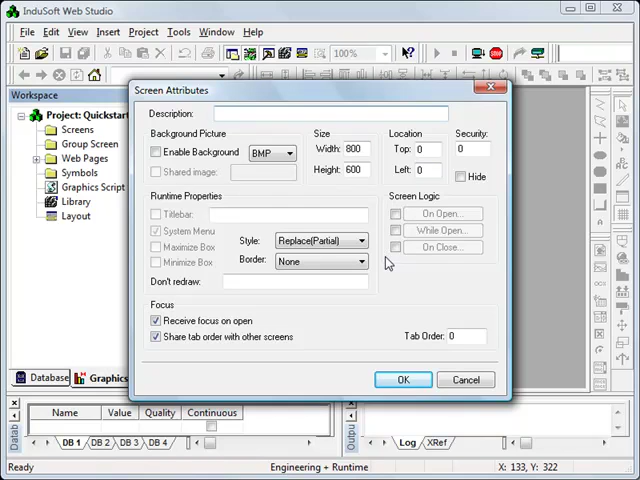 InduSoft Web Studio
File Edit View Insert Project Tools Window Help
100%
Workspace
Project: Quickstart
Screens
Group Screen
Web Pages
Symbols
Graphics Script
Library
Layout
Database
Graphics
Screen Attributes
Description:
Background Picture
Enable Background
BMP
Shared image:
Size
Width: 800
Height: 600
Location
Top: 0
Left: 0
Security:
0
Hide
Runtime Properties
Titlebar:
System Menu
Maximize Box
Minimize Box
Style: Replace(Partial)
Border: None
Don't redraw:
Screen Logic
On Open...
While Open...
On Close...
Focus
Receive focus on open
Share tab order with other screens
Tab Order: 0
OK Cancel
Databa
Name Value Quality Continuous
DB 1 DB 2 DB 3 DB 4
Outpu
Log XRef
Ready Engineering + Runtime X: 133, Y: 322